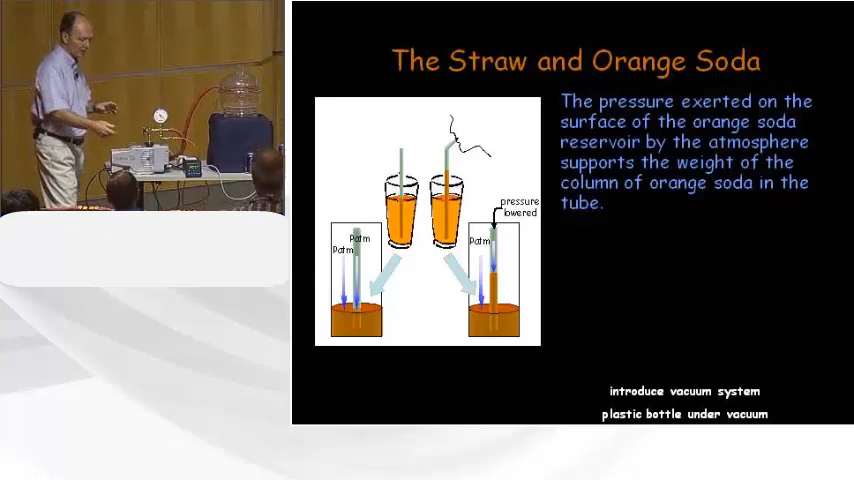 The Straw and Orange Soda
The pressure exerted on the
surface of the orange soda
reservoir by the atmosphere
supports the weight of the
column of orange soda in the
tube.
pressure
lowered
Patm
Patm
Patm
introduce vacuum system
plastic bottle under vacuum